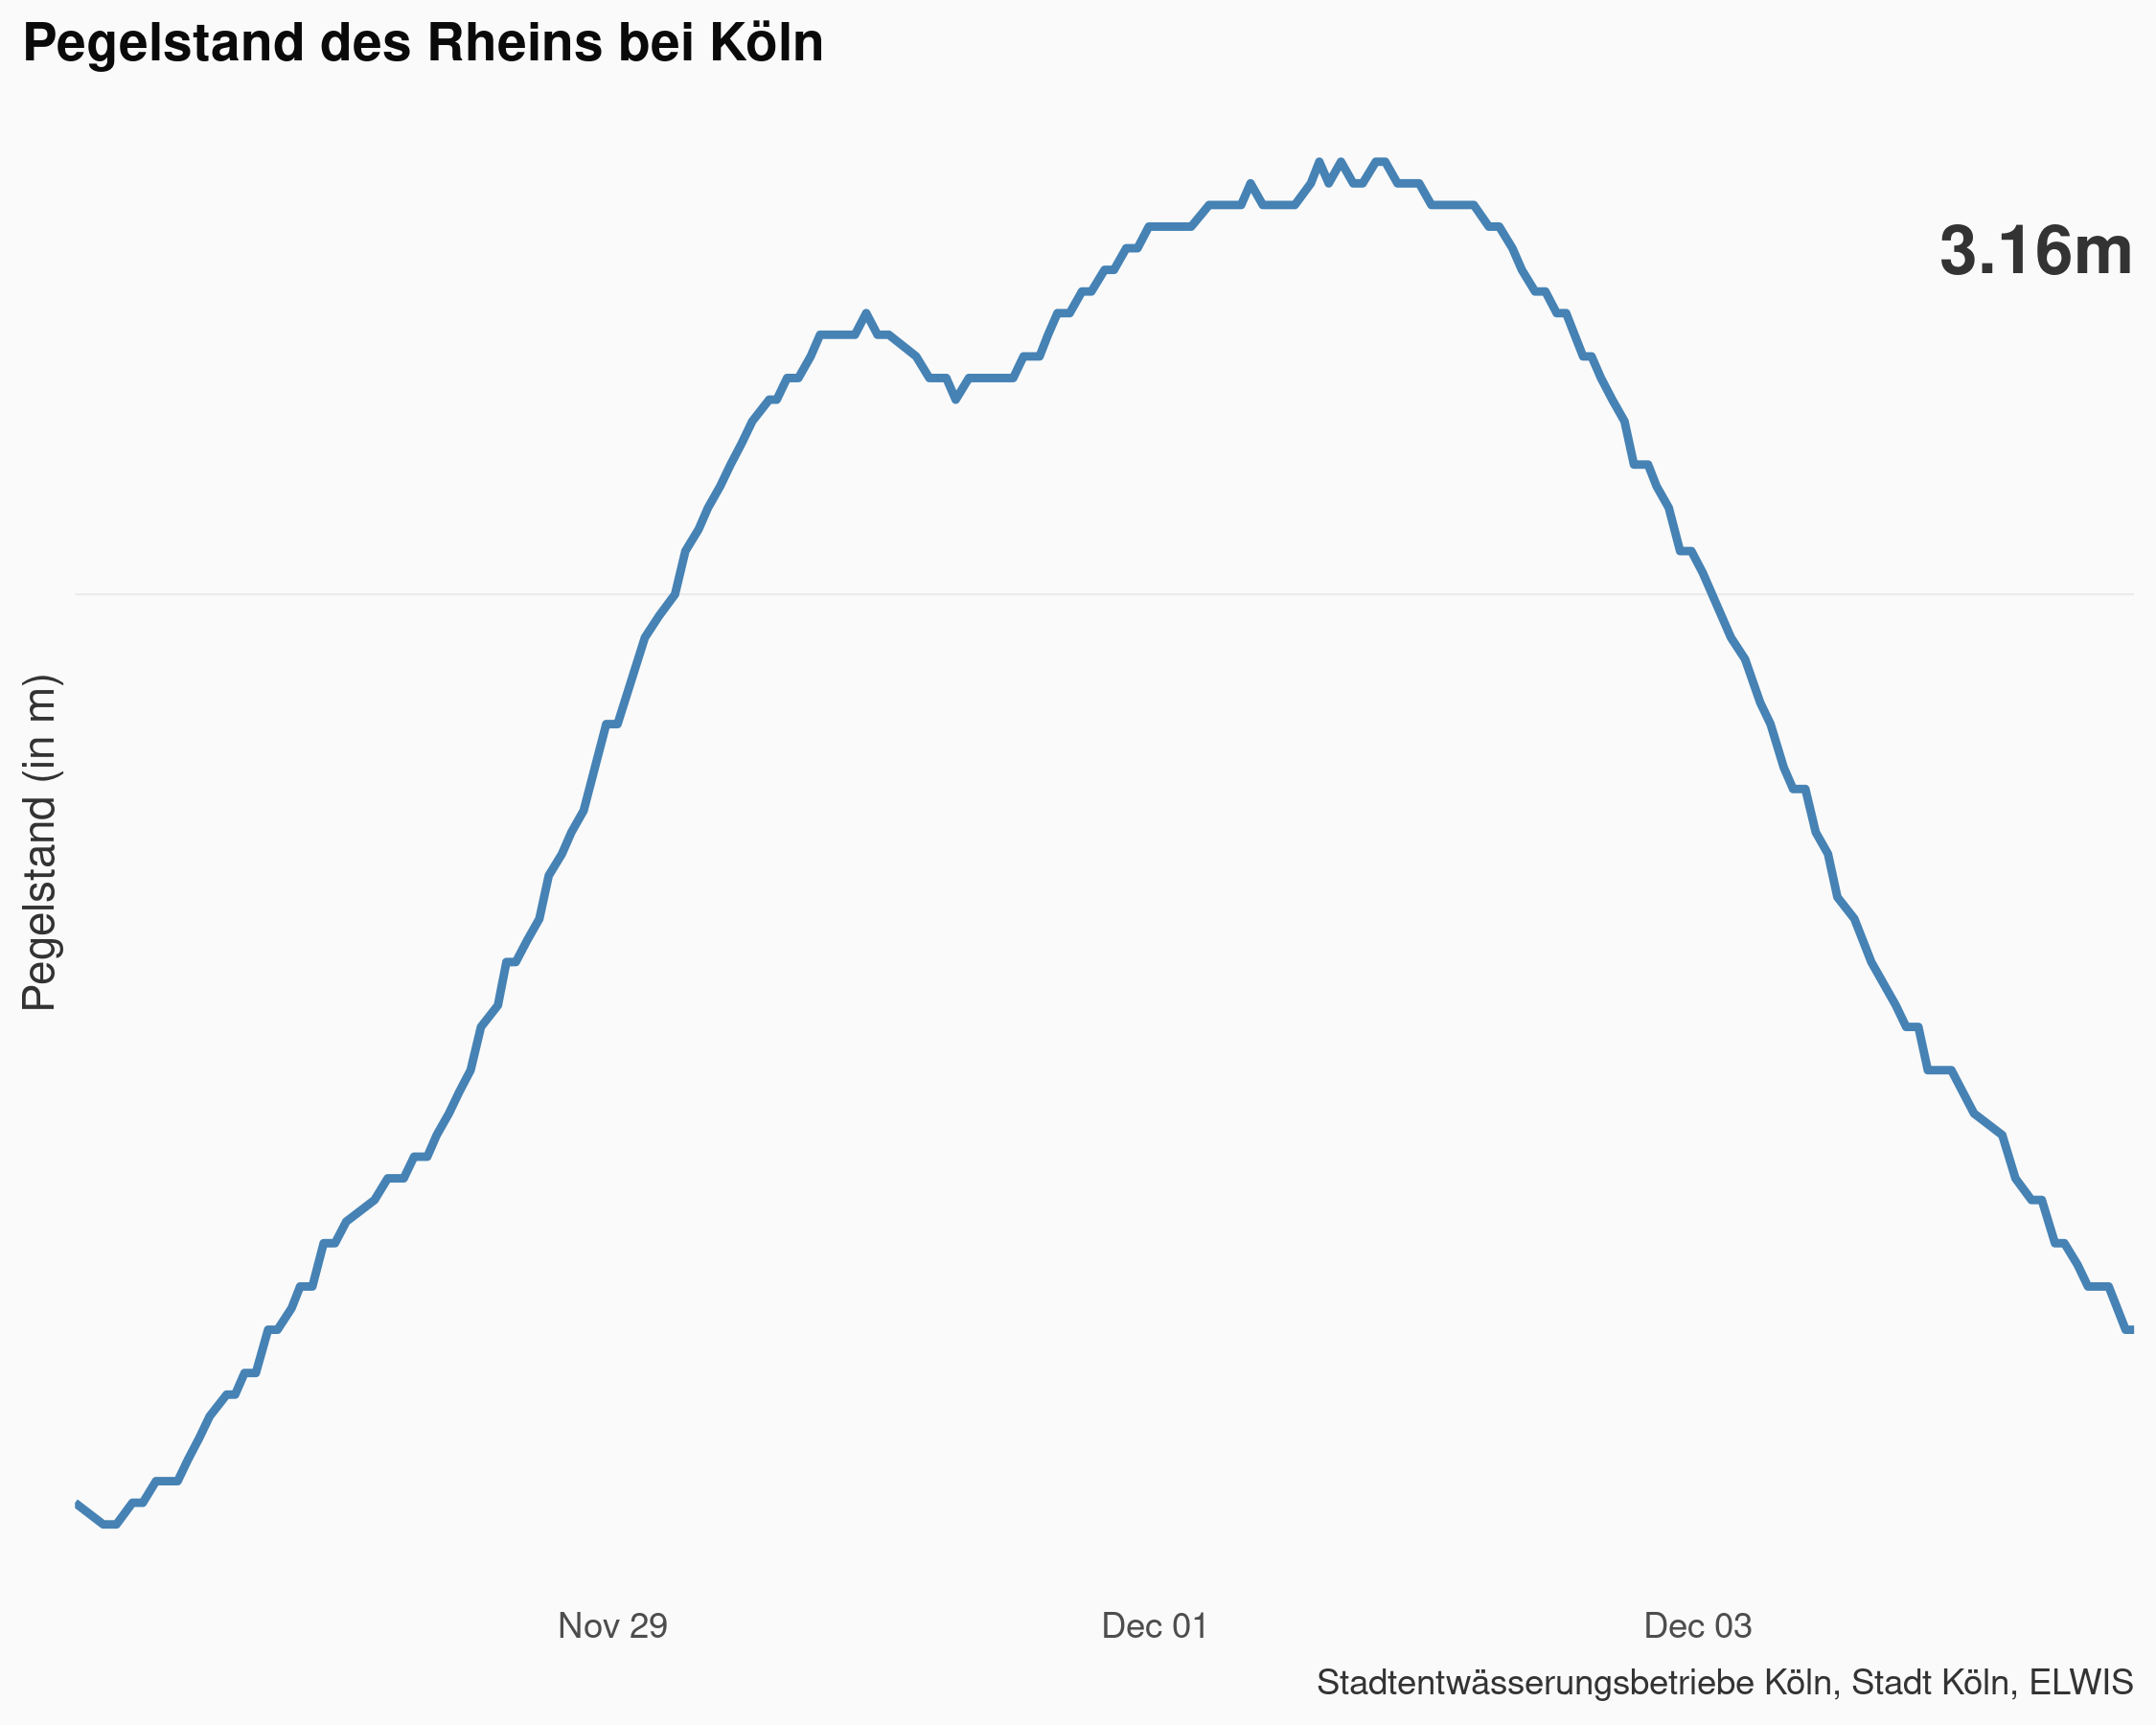 Pegelstand des Rheins bei Köln
3.16m
Pegelstand (in m)
Nov 29
Dec 01
Dec 03
Stadtentwässerungsbetriebe Köln, Stadt Köln, ELWIS